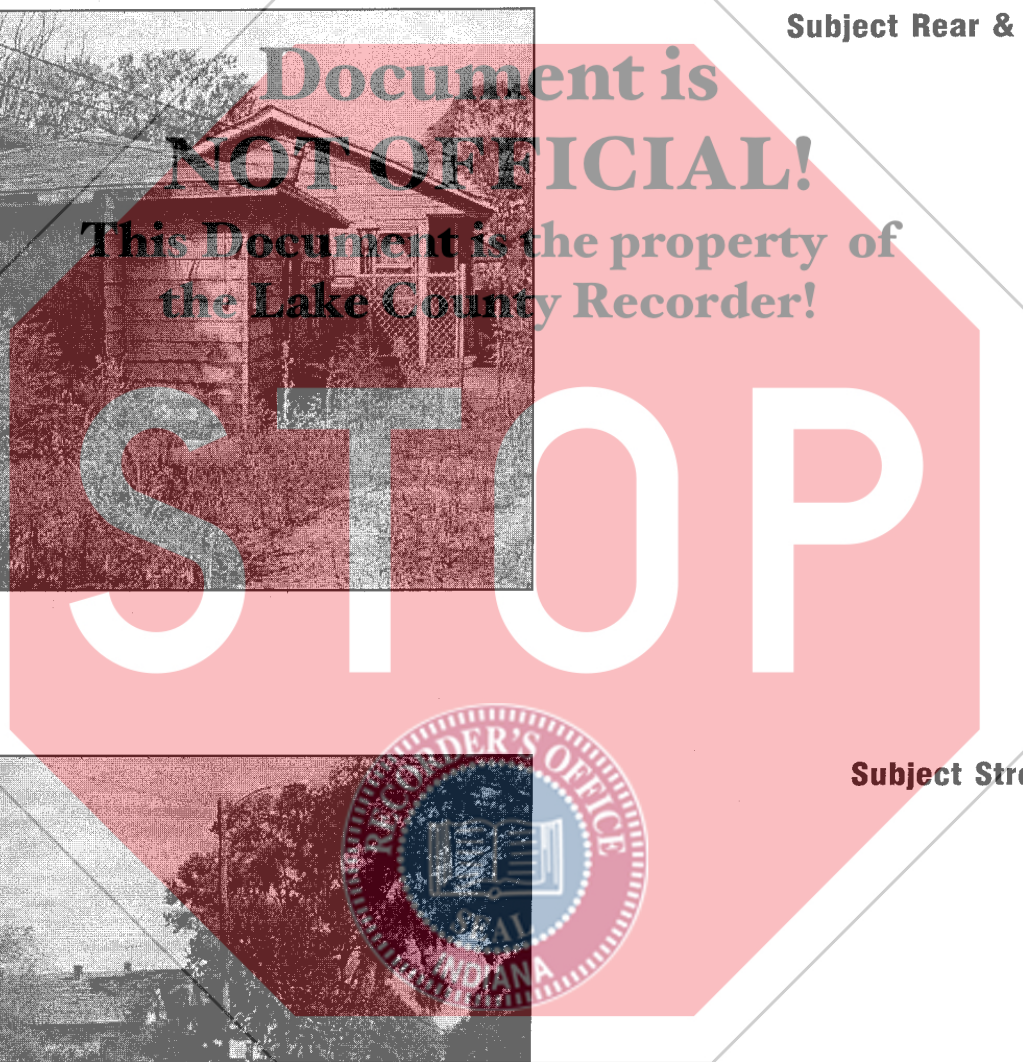 Subject Rear &
Document is
NOT OFFICIAL!
This Document is the property of
the Lake County Recorder!
STOP
RECORDER'S OFFICE
SEAL
INDIANA
Subject Stre